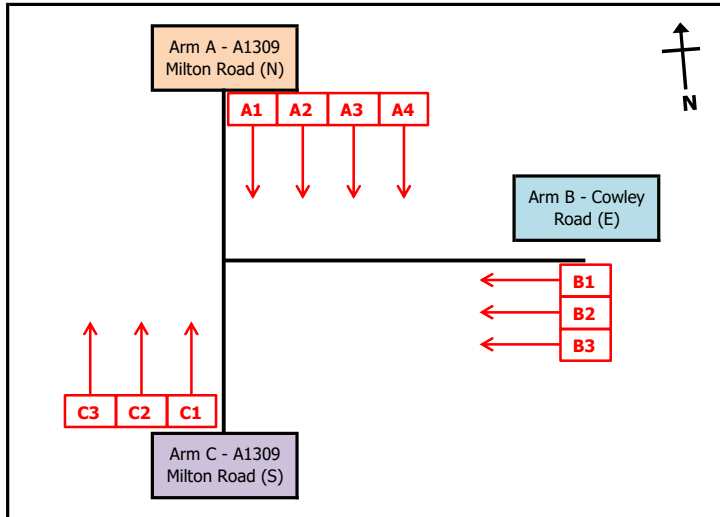 Arm A - A1309
Milton Road (N)
A1 A2 A3 A4
N
Arm B - Cowley
Road (E)
B1
B2
B3
C3 C2 C1
Arm C - A1309
Milton Road (S)